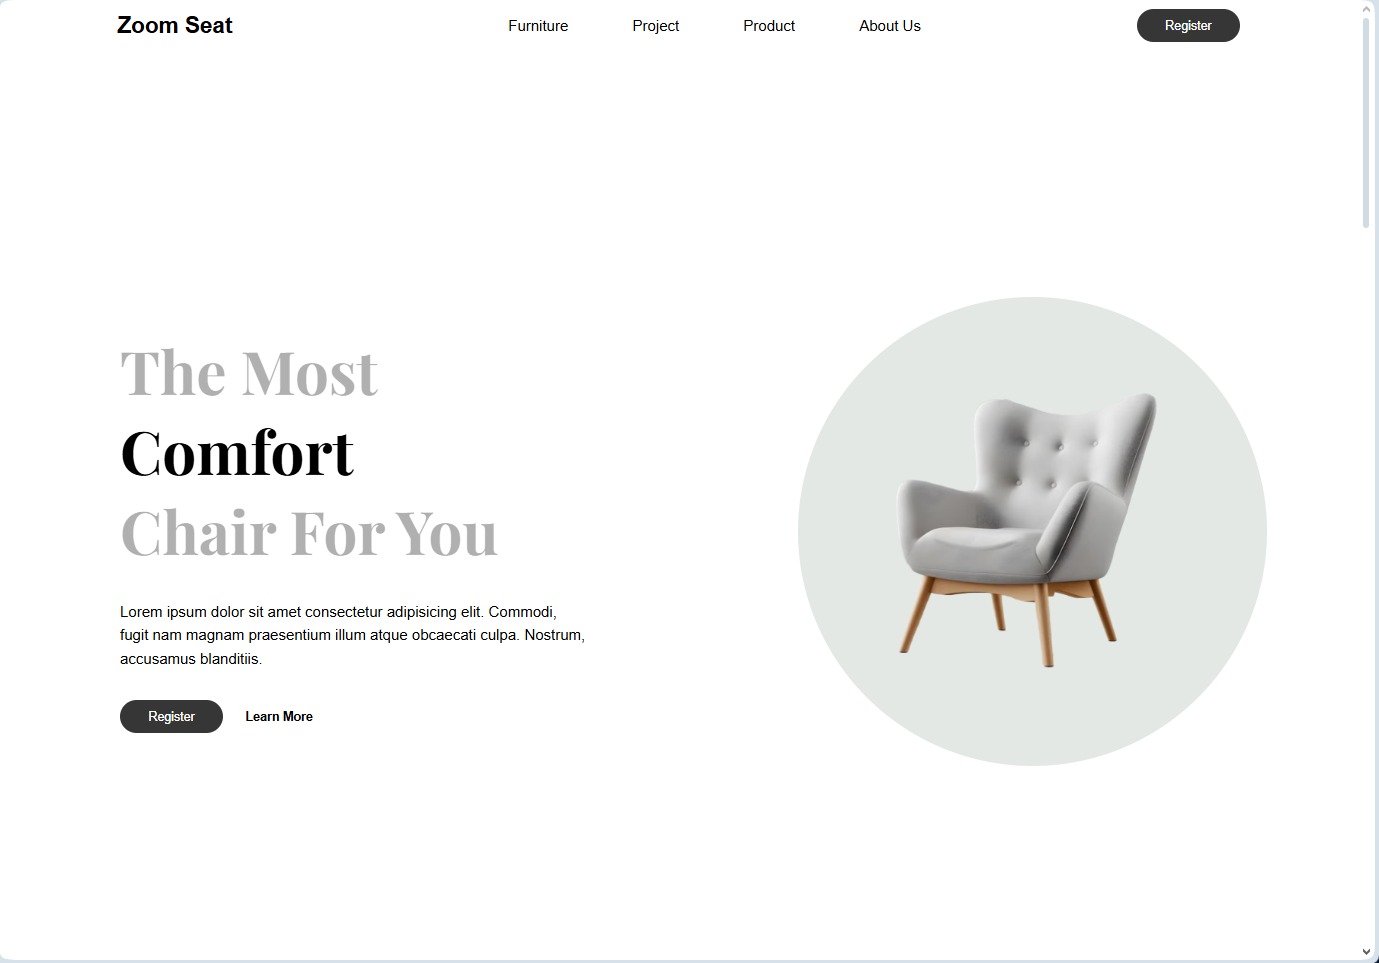 Zoom Seat
Furniture
Project
Product
About Us
Register
The Most
Comfort
Chair For You
Lorem ipsum dolor sit amet consectetur adipisicing elit. Commodi,
fugit nam magnam praesentium illum atque obcaecati culpa. Nostrum,
accusamus blanditiis.
Register
Learn More